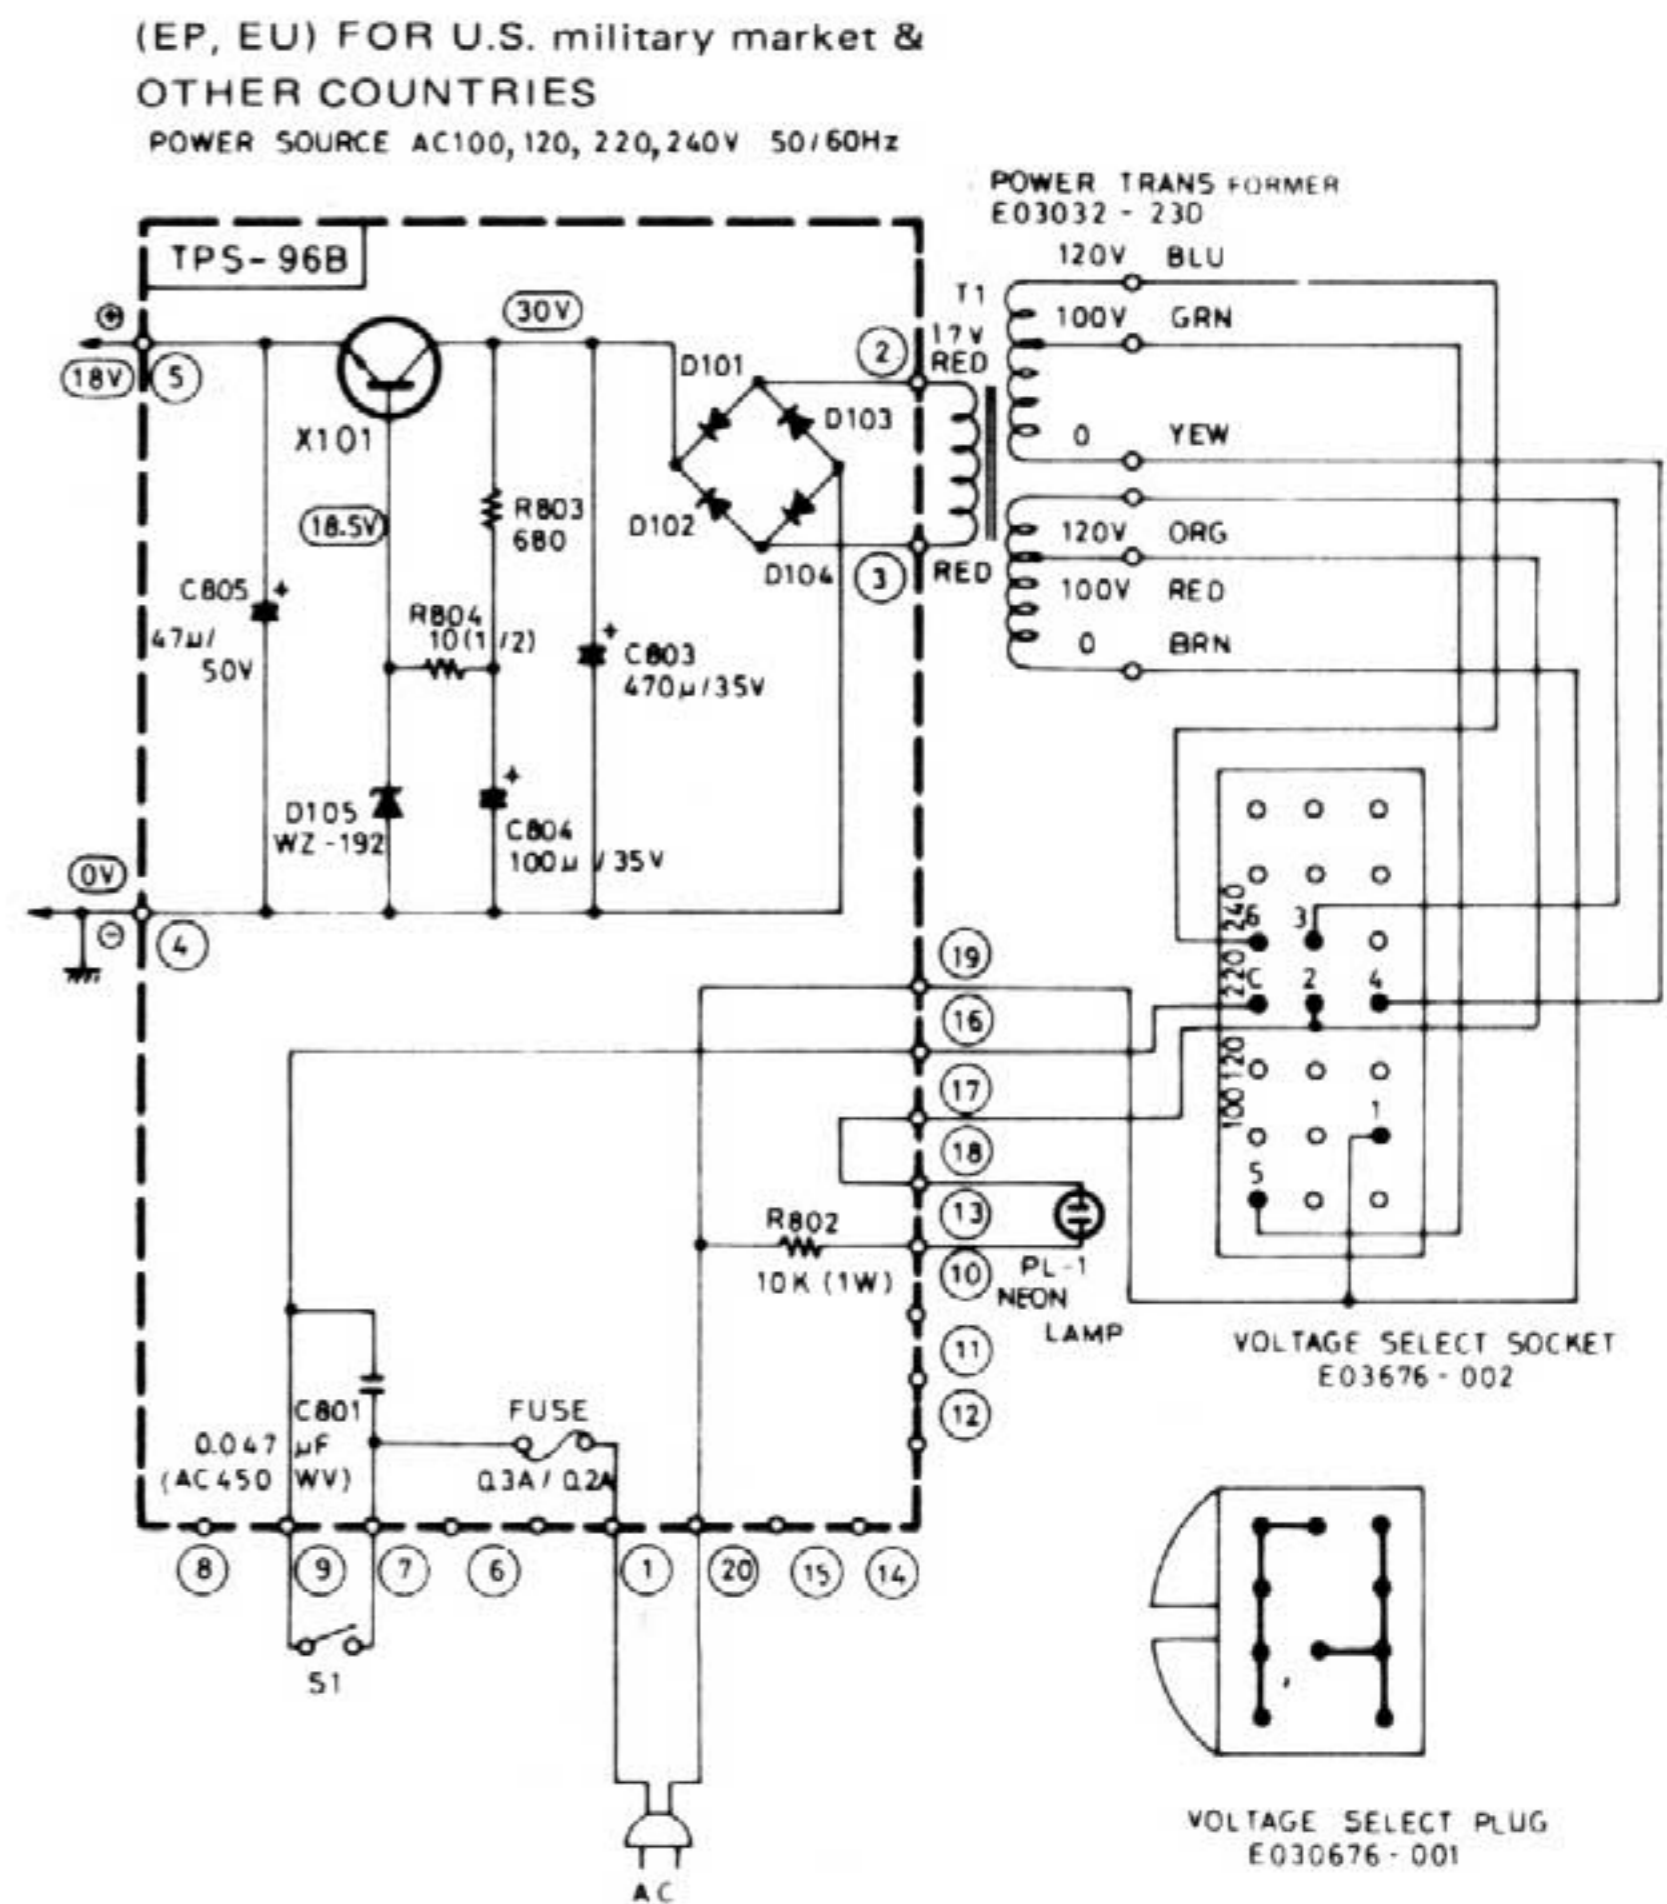 (EP, EU) FOR U.S. military market &
OTHER COUNTRIES
POWER SOURCE AC100, 120, 220, 240V 50/60Hz
POWER TRANS FORMER
E03032 - 23D
TPS-96B
120V BLU
T1
100V GRN
17V
RED
0 YEW
120V ORG
100V RED
0 BRN
⊕
18V
5
30V
2
D101
D103
X101
R803
680
D102
D104
3
RED
18.5V
C805
+
47μ/
50V
R804
10(1/2)
+
C803
470μ/35V
+
D105
WZ-192
C804
100μ/35V
0V
⊖
4
220 240
6
3
C
2
4
100 120
1
5
19
16
17
18
13
10
11
12
R802
10K (1W)
PL-1
NEON
LAMP
VOLTAGE SELECT SOCKET
E03676-002
C801
0.047 μF
(AC450 WV)
FUSE
0.3A/0.2A
8
9
7
6
1
20
15
14
S1
AC
VOLTAGE SELECT PLUG
E030676-001